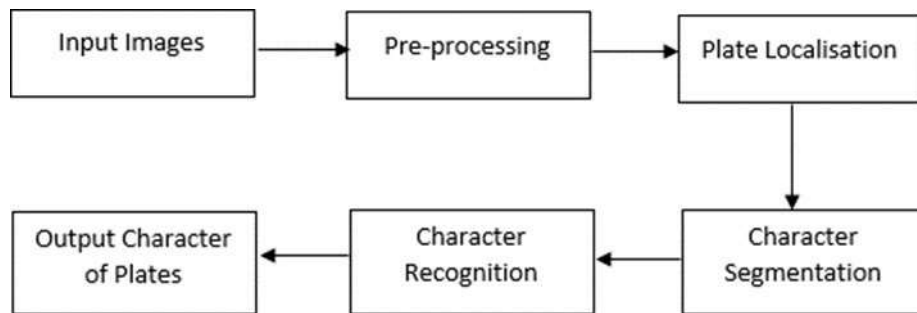 Input Images
Pre-processing
Plate Localisation
Character
Segmentation
Character
Recognition
Output Character
of Plates